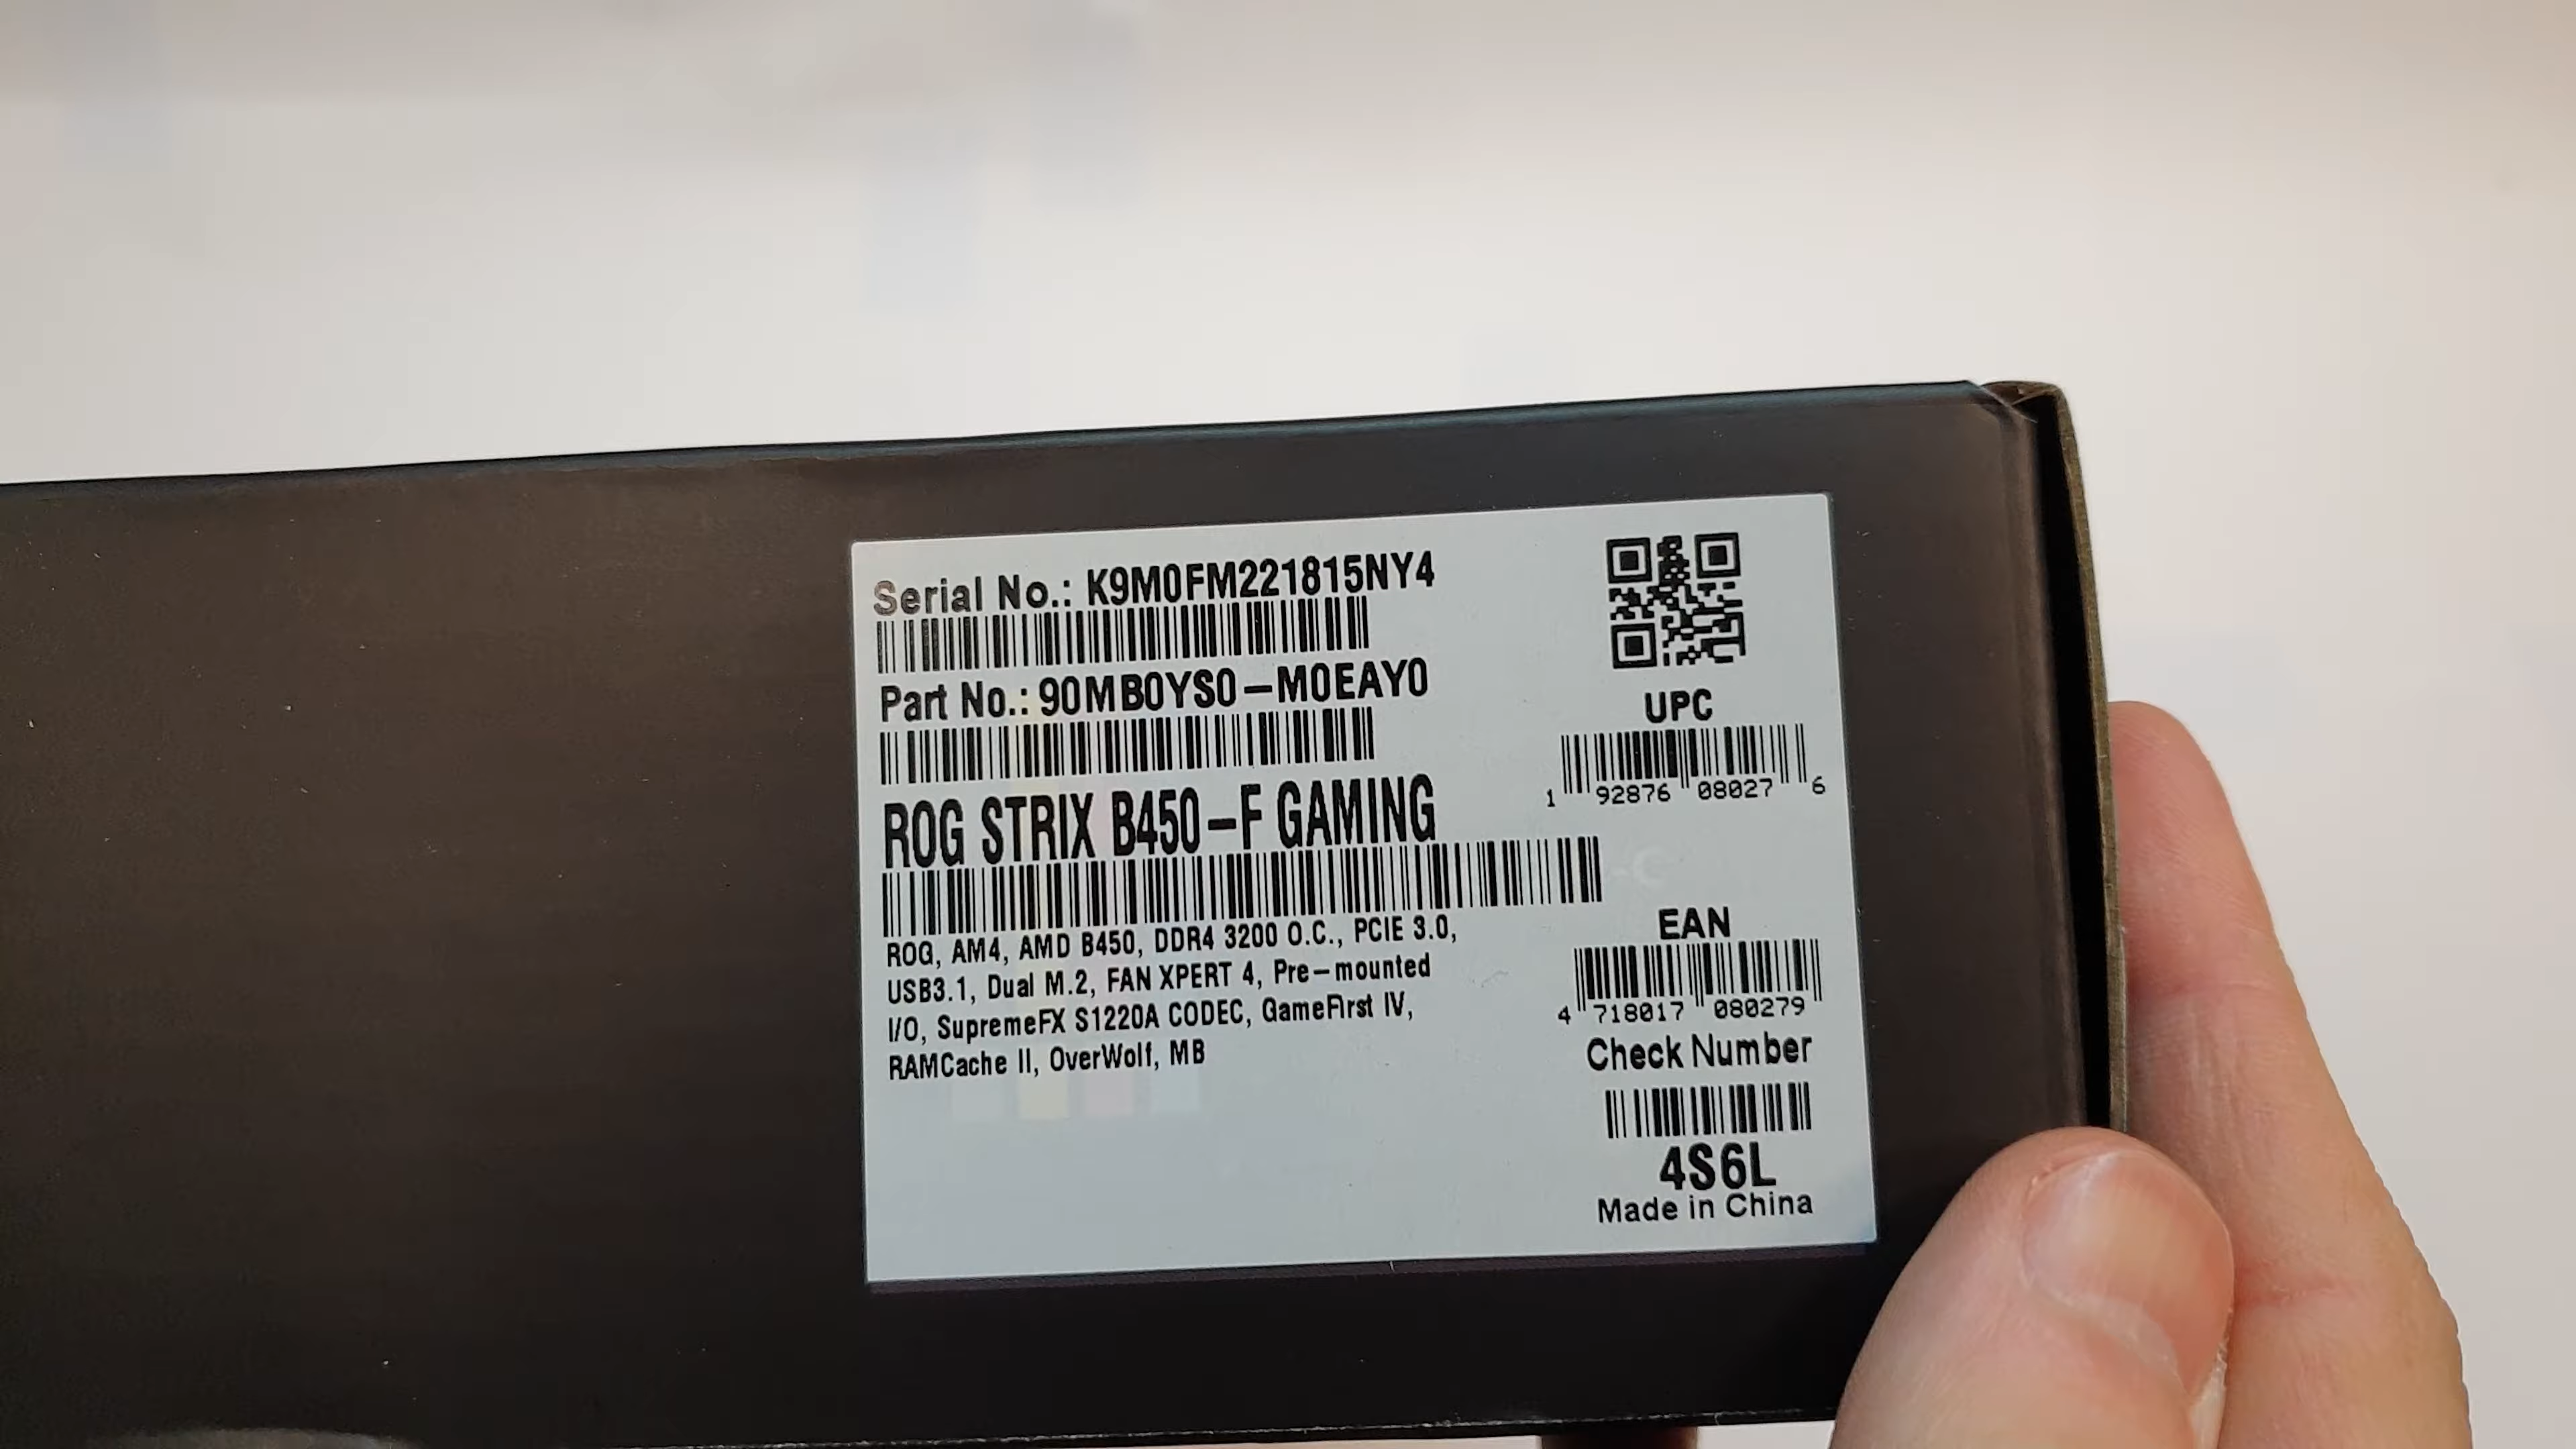 Serial No.: K9M0FM221815NY4
Part No.: 90MB0YS0-M0EAY0
ROG STRIX B450-F GAMING
ROG, AM4, AMD B450, DDR4 3200 O.C., PCIE 3.0,
USB3.1, Dual M.2, FAN XPERT 4, Pre-mounted
I/O, SupremeFX S1220A CODEC, GameFirst IV,
RAMCache II, OverWolf, MB
UPC
1 92876 08027 6
EAN
4 718017 080279
Check Number
4S6L
Made in China